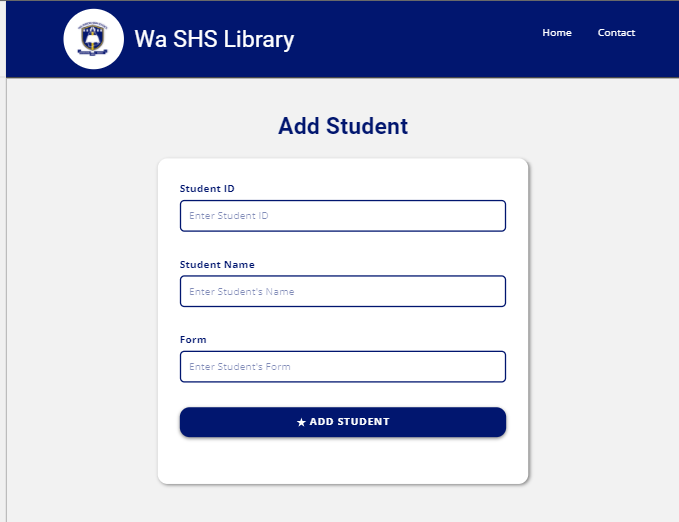 Wa SHS Library
Home
Contact
Add Student
Student ID
Enter Student ID
Student Name
Enter Student's Name
Form
Enter Student's Form
★ ADD STUDENT